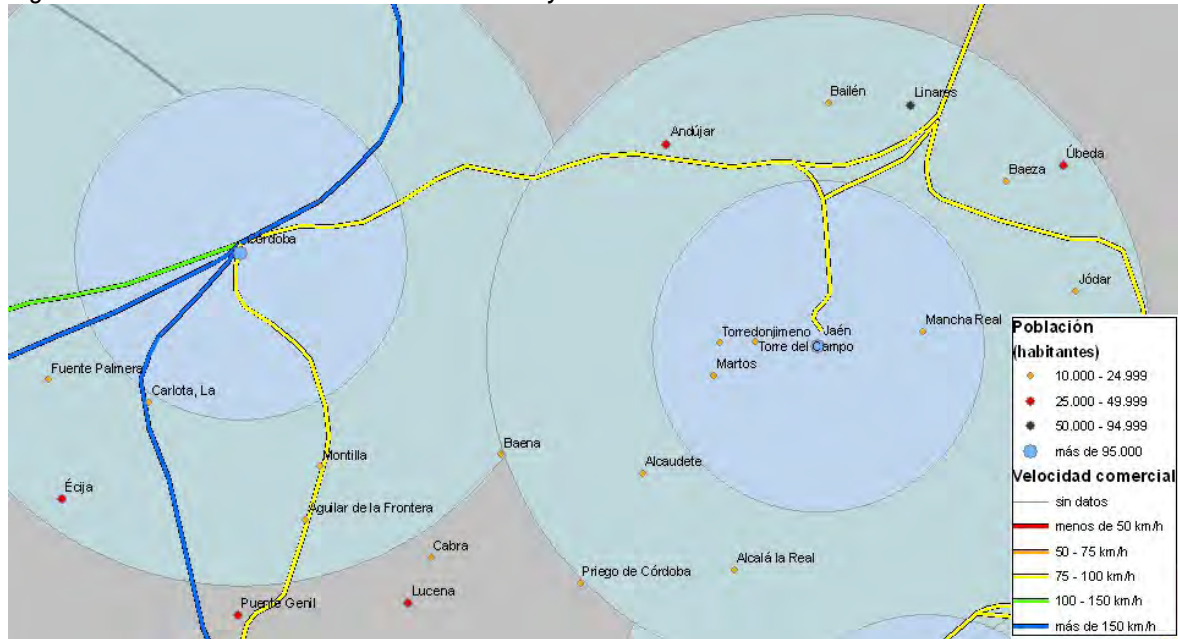 Bailén
Linares
Andújar
Úbeda
Baeza
Córdoba
Jódar
Torredonjimeno
Jaén
Mancha Real
Torre del Campo
Fuente Palmera
Martos
Carlota, La
Baena
Montilla
Alcaudete
Écija
Aguilar de la Frontera
Cabra
Priego de Córdoba
Alcalá la Real
Lucena
Puente Genil
Población
(habitantes)
10.000 - 24.999
25.000 - 49.999
50.000 - 94.999
más de 95.000
Velocidad comercial
sin datos
menos de 50 km/h
50 - 75 km/h
75 - 100 km/h
100 - 150 km/h
más de 150 km/h